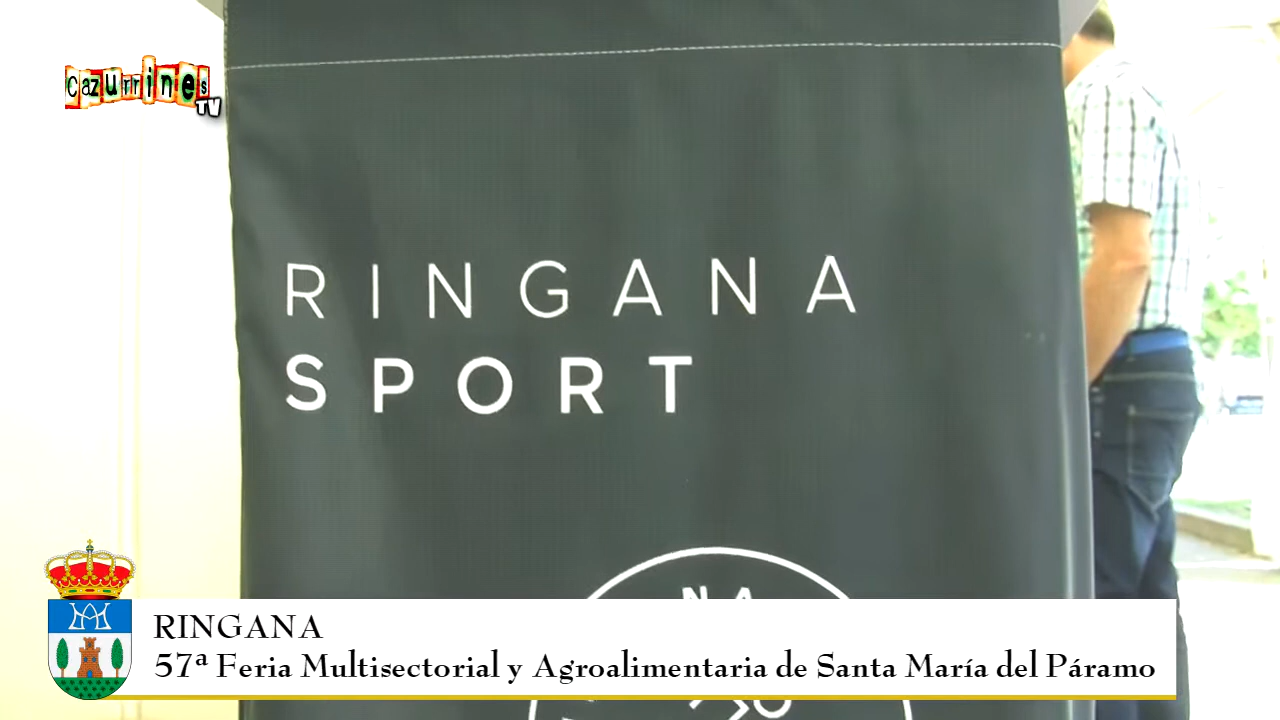 Cazurrines TV
RINGANA
SPORT
RINGANA
57ª Feria Multisectorial y Agroalimentaria de Santa María del Páramo